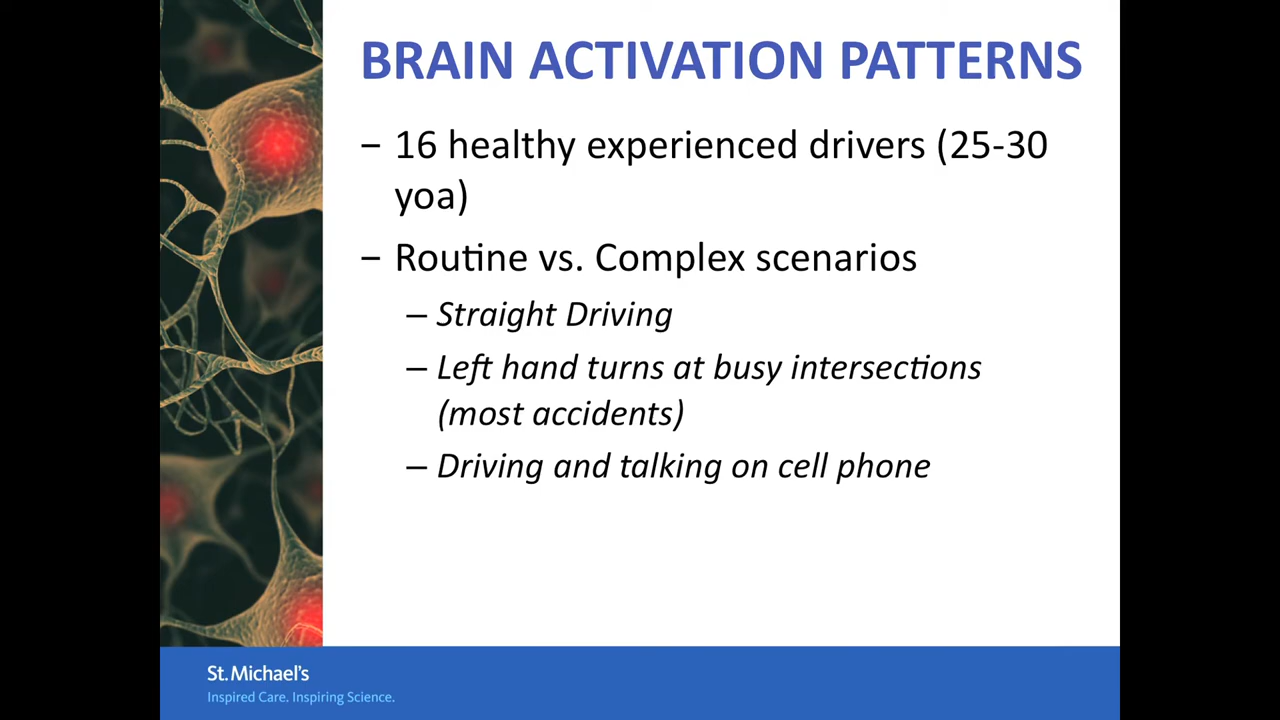 BRAIN ACTIVATION PATTERNS
– 16 healthy experienced drivers (25-30
yoa)
– Routine vs. Complex scenarios
– Straight Driving
– Left hand turns at busy intersections
(most accidents)
– Driving and talking on cell phone
St. Michael's
Inspired Care. Inspiring Science.